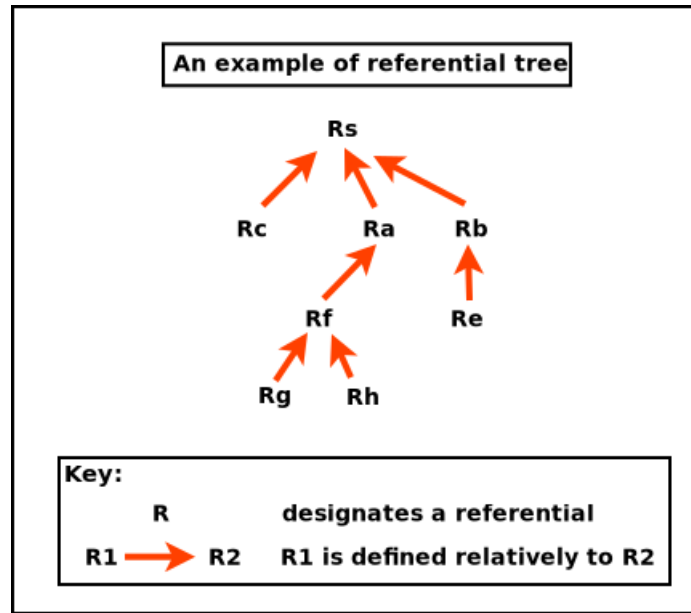 An example of referential tree
Rs
Rc Ra Rb
Rf Re
Rg Rh
Key:
R designates a referential
R1 R2 R1 is defined relatively to R2